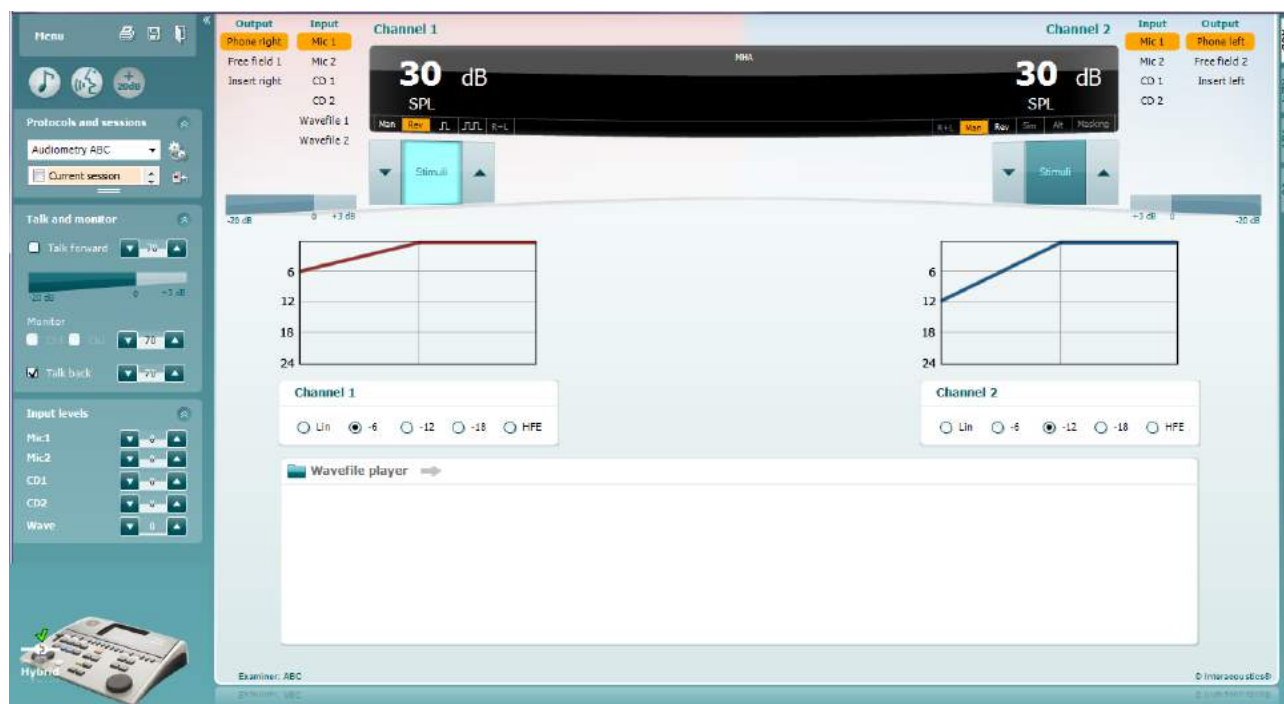 Menu
Protocols and sessions
Audiometry ABC
Current session
Talk and monitor
Talk forward
-20 dB 0 +3 dB
Monitor
70
Talk back
Input levels
Mic1
Mic2
CD1
CD2
Wave 0
Hybrid
Output Input
Phone right Mic 1
Free field 1 Mic 2
Insert right CD 1
CD 2
Wavefile 1
Wavefile 2
Channel 1
MHA
30 dB
SPL
Man Rev R+L
Stimuli
-20 dB 0 +3 dB
Channel 2
30 dB
SPL
R+L Man Rev Sim Alt Masking
Stimuli
Input Output
Mic 1 Phone left
Mic 2 Free field 2
CD 1 Insert left
CD 2
+3 dB 0 -20 dB
6
12
18
24
6
12
18
24
Channel 1
Lin -6 -12 -18 HFE
Channel 2
Lin -6 -12 -18 HFE
Wavefile player
Examiner: ABC
© Interacoustics®